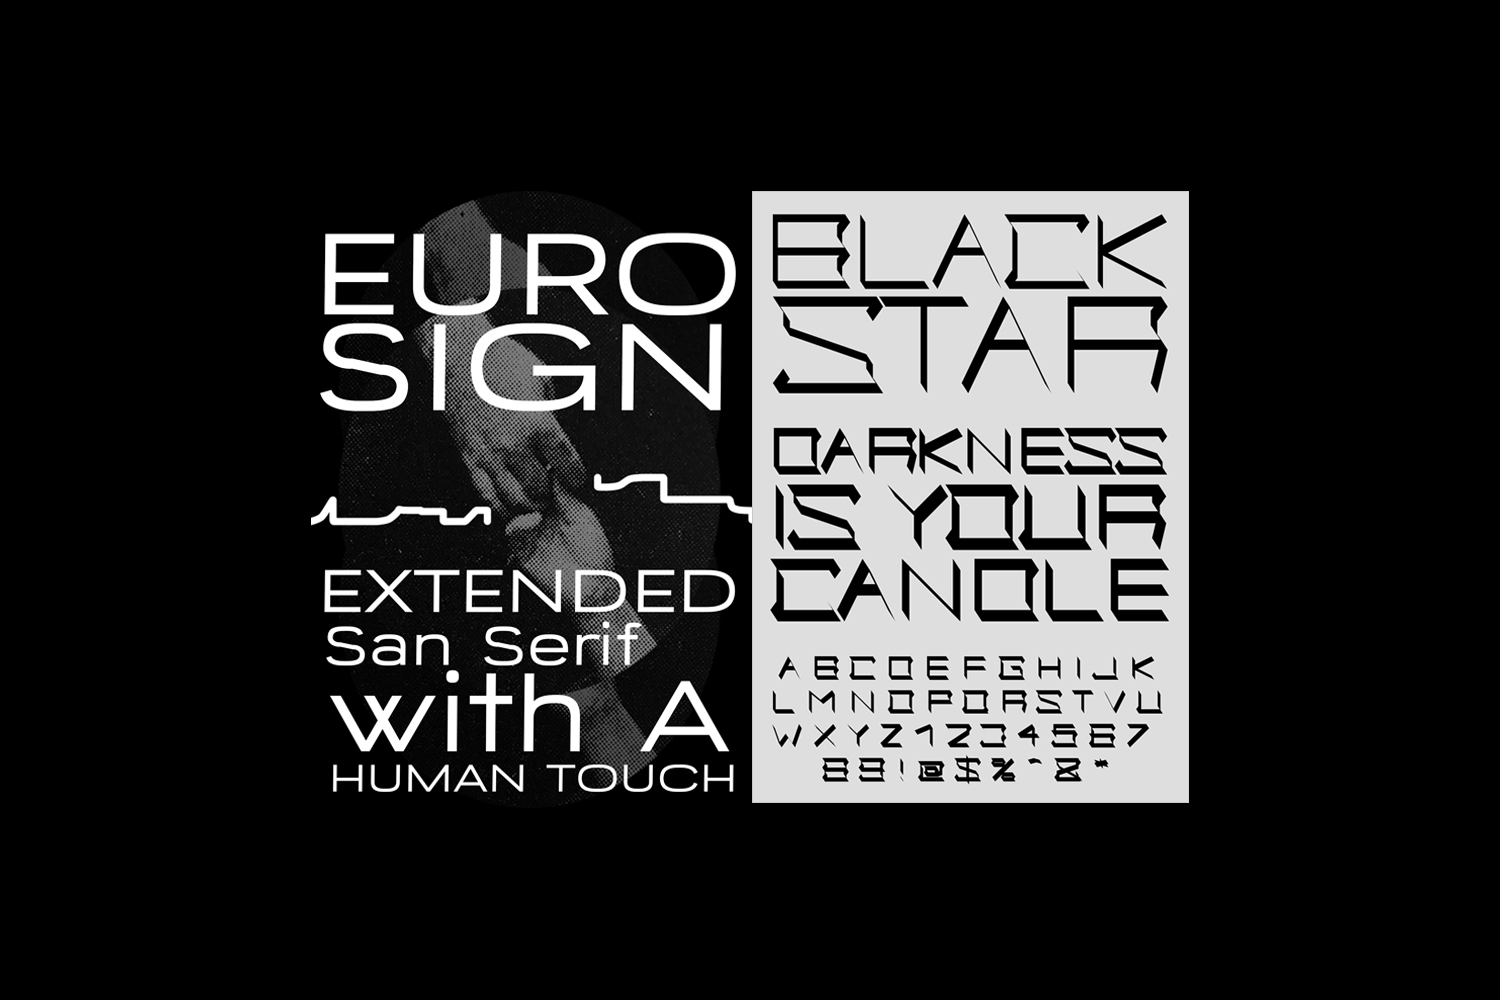 EURO
SIGN
EXTENDED
San Serif
with A
HUMAN TOUCH
BLACK
STAR
DARKNESS
IS YOUR
CANDLE
ABCDEFGHIJK
LMNOPQRSTVU
WXYZ1234567
89!@$%^&*